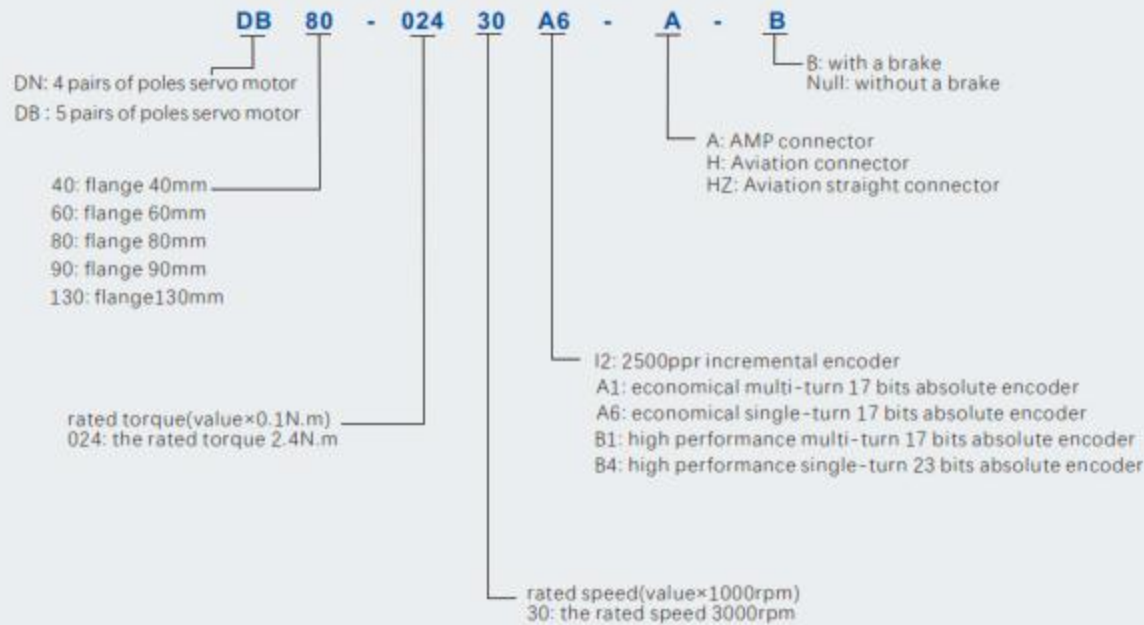 DB 80 - 024 30 A6 - A - B
DN: 4 pairs of poles servo motor
DB : 5 pairs of poles servo motor
B: with a brake
Null: without a brake
A: AMP connector
H: Aviation connector
HZ: Aviation straight connector
40: flange 40mm
60: flange 60mm
80: flange 80mm
90: flange 90mm
130: flange130mm
I2: 2500ppr incremental encoder
A1: economical multi-turn 17 bits absolute encoder
A6: economical single-turn 17 bits absolute encoder
B1: high performance multi-turn 17 bits absolute encoder
B4: high performance single-turn 23 bits absolute encoder
rated torque(value×0.1N.m)
024: the rated torque 2.4N.m
rated speed(value×1000rpm)
30: the rated speed 3000rpm